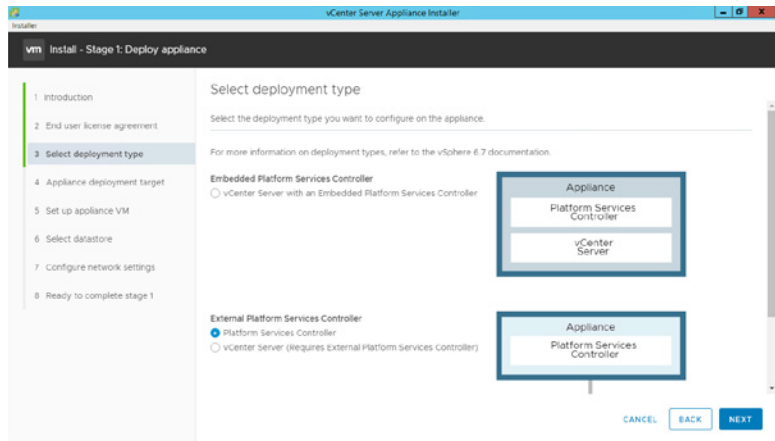 vCenter Server Appliance Installer
Installer
vm Install - Stage 1: Deploy appliance
1 Introduction
2 End user license agreement
3 Select deployment type
4 Appliance deployment target
5 Set up appliance VM
6 Select datastore
7 Configure network settings
8 Ready to complete stage 1
Select deployment type
Select the deployment type you want to configure on the appliance.
For more information on deployment types, refer to the vSphere 6.7 documentation.
Embedded Platform Services Controller
vCenter Server with an Embedded Platform Services Controller
Appliance
Platform Services
Controller
vCenter
Server
External Platform Services Controller
Platform Services Controller
vCenter Server (Requires External Platform Services Controller)
Appliance
Platform Services
Controller
CANCEL
BACK
NEXT